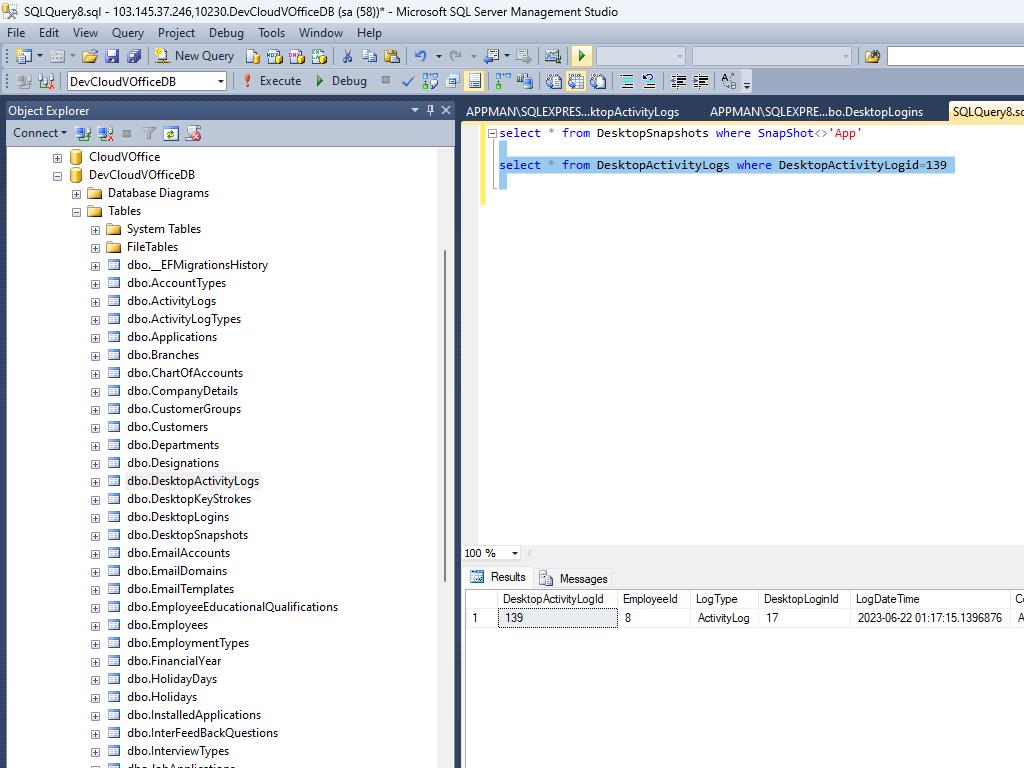 SQLQuery8.sql - 103.145.37.246,10230.DevCloudVOfficeDB (sa (58))* - Microsoft SQL Server Management Studio
File Edit View Query Project Debug Tools Window Help
New Query
DevCloudVOfficeDB Execute Debug
Object Explorer
APPMAN\SQLEXPRES...ktopActivityLogs APPMAN\SQLEXPRE...bo.DesktopLogins SQLQuery8.sq
Connect
CloudVOffice
DevCloudVOfficeDB
Database Diagrams
Tables
System Tables
FileTables
dbo.__EFMigrationsHistory
dbo.AccountTypes
dbo.ActivityLogs
dbo.ActivityLogTypes
dbo.Applications
dbo.Branches
dbo.ChartOfAccounts
dbo.CompanyDetails
dbo.CustomerGroups
dbo.Customers
dbo.Departments
dbo.Designations
dbo.DesktopActivityLogs
dbo.DesktopKeyStrokes
dbo.DesktopLogins
dbo.DesktopSnapshots
dbo.EmailAccounts
dbo.EmailDomains
dbo.EmailTemplates
dbo.EmployeeEducationalQualifications
dbo.Employees
dbo.EmploymentTypes
dbo.FinancialYear
dbo.HolidayDays
dbo.Holidays
dbo.InstalledApplications
dbo.InterFeedBackQuestions
dbo.InterviewTypes
select * from DesktopSnapshots where SnapShot<>'App'
select * from DesktopActivityLogs where DesktopActivityLogid=139
100 %
Results Messages
DesktopActivityLogId EmployeeId LogType DesktopLoginId LogDateTime
1 139 8 ActivityLog 17 2023-06-22 01:17:15.1396876